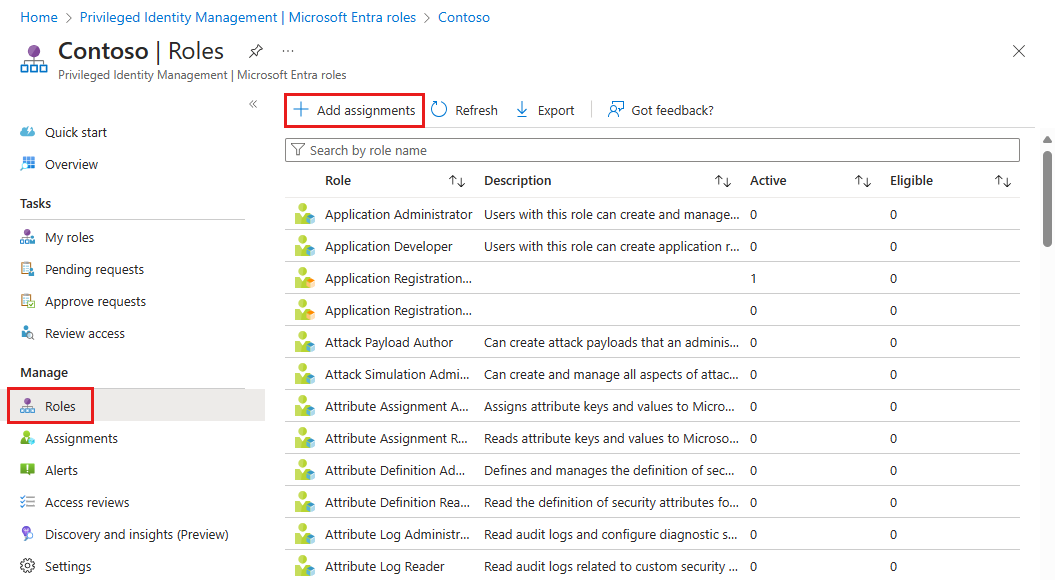 Home > Privileged Identity Management | Microsoft Entra roles > Contoso
Contoso | Roles ...
Privileged Identity Management | Microsoft Entra roles
Quick start
Overview
Tasks
My roles
Pending requests
Approve requests
Review access
Manage
Roles
Assignments
Alerts
Access reviews
Discovery and insights (Preview)
Settings
+ Add assignments Refresh Export Got feedback?
Search by role name
Role Description Active Eligible
Application Administrator Users with this role can create and manage... 0 0
Application Developer Users with this role can create application r... 0 0
Application Registration... 1 0
Application Registration... 0 0
Attack Payload Author Can create attack payloads that an adminis... 0 0
Attack Simulation Admi... Can create and manage all aspects of attac... 0 0
Attribute Assignment A... Assigns attribute keys and values to Micro... 0 0
Attribute Assignment R... Reads attribute keys and values to Microso... 0 0
Attribute Definition Ad... Defines and manages the definition of sec... 0 0
Attribute Definition Rea... Read the definition of security attributes fo... 0 0
Attribute Log Administr... Read audit logs and configure diagnostic s... 0 0
Attribute Log Reader Read audit logs related to custom security ... 0 0